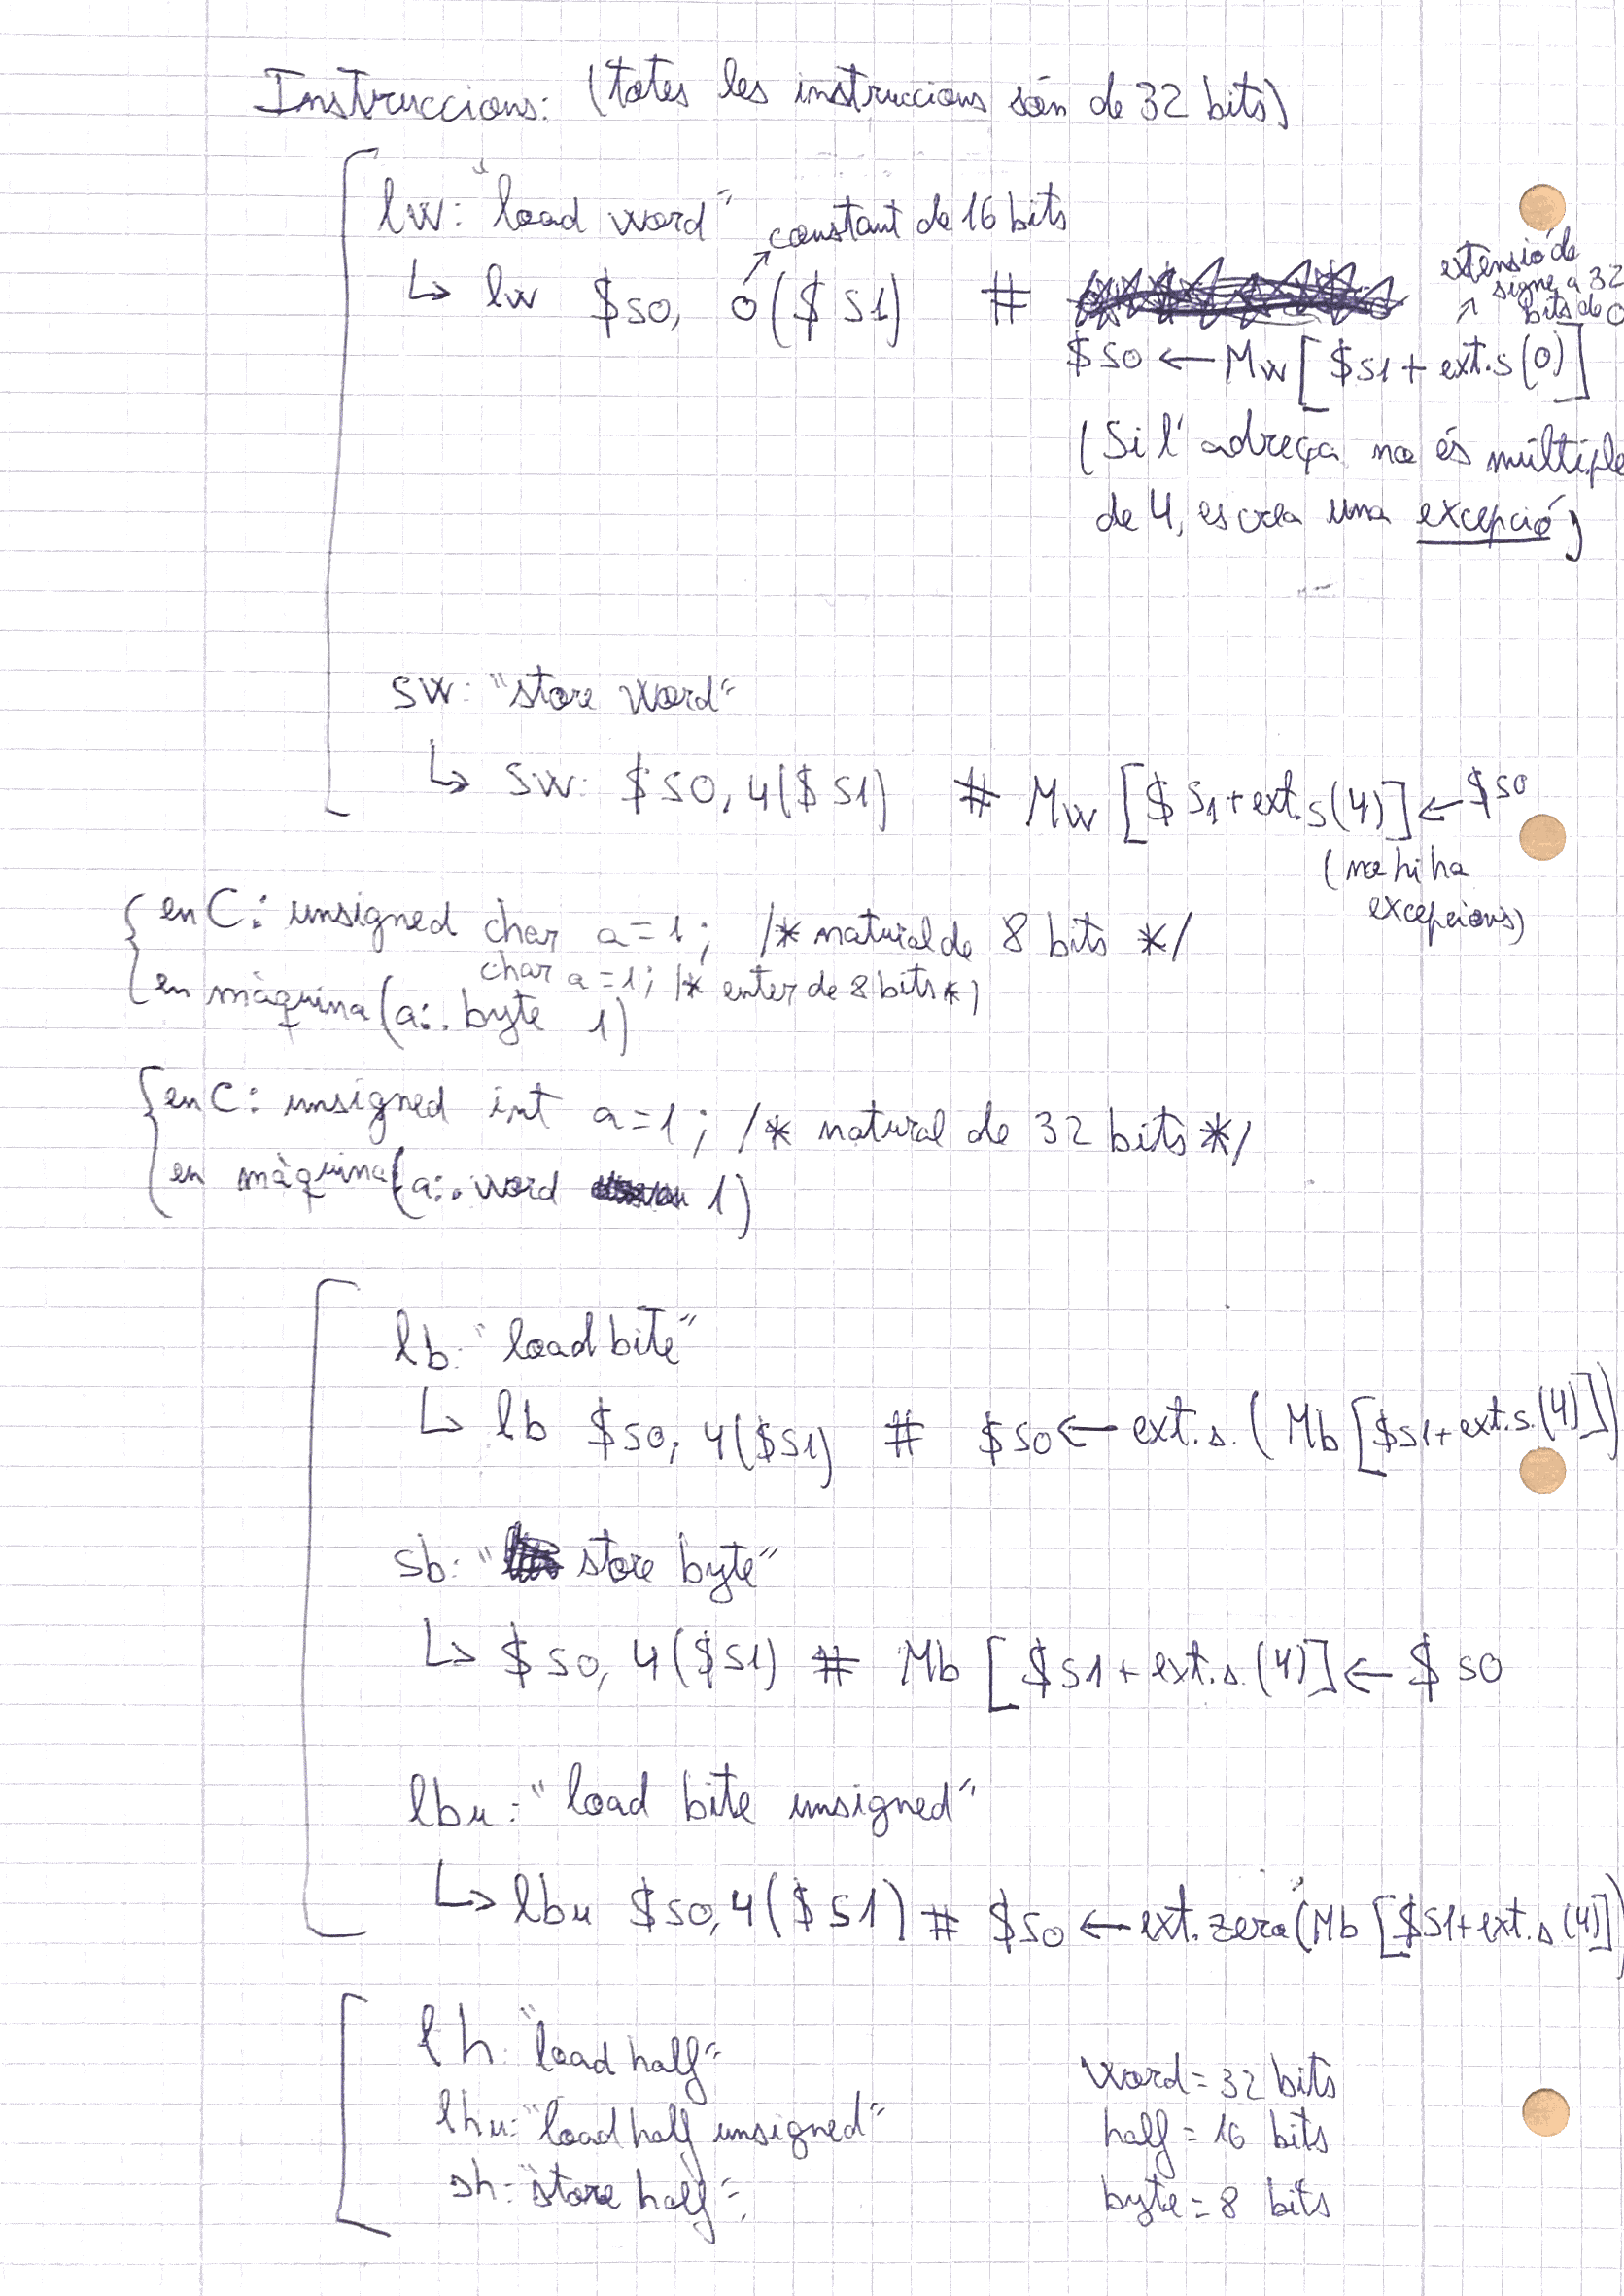 Instruccions: (totes les instruccions són de 32 bits)
lw: "load word"
constant de 16 bits
↳ lw $s0, 0($s1) #
extensió de
signe a 32
bits de 0
$s0 ← Mw[$s1+ext.s(0)]
(Si l'adreça no és múltiple
de 4, es crea una excepció)
sw: "store word"
↳ sw: $s0, 4($s1) # Mw[$s1+ext.s(4)] ← $s0
(no hi ha
excepcions)
en C: unsigned char a=1; /* natural de 8 bits */
char a=1; /* enter de 8 bits */
en màquina (a: .byte 1)
en C: unsigned int a=1; /* natural de 32 bits */
en màquina (a: .word 1)
lb: "load bite"
↳ lb $s0, 4($s1) # $s0 ← ext.s.(Mb[$s1+ext.s.(4)])
sb: "store byte"
↳ $s0, 4($s1) # Mb[$s1+ext.s.(4)] ← $s0
lbu: "load bite unsigned"
↳ lbu $s0, 4($s1) # $s0 ← ext.zero(Mb[$s1+ext.s(4)])
lh: "load half"
lhu: "load half unsigned"
sh: "store half"
word = 32 bits
half = 16 bits
byte = 8 bits